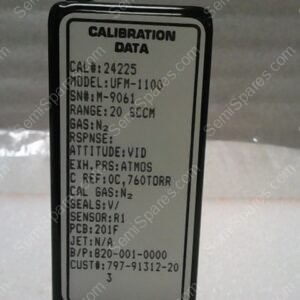 CALIBRATION
DATA
CAL#:24225
MODEL:UFM-1100
SN#:M-9061
RANGE:20 SCCM
GAS:N₂
RSPNSE:
ATTITUDE:VID
EXH.PRS:ATMOS
C REF:0C,760TORR
CAL GAS:N₂
SEALS:V/
SENSOR:R1
PCB:201F
JET:N/A
B/P:820-001-0000
CUST#:797-91312-20
3
SemiSpares.com